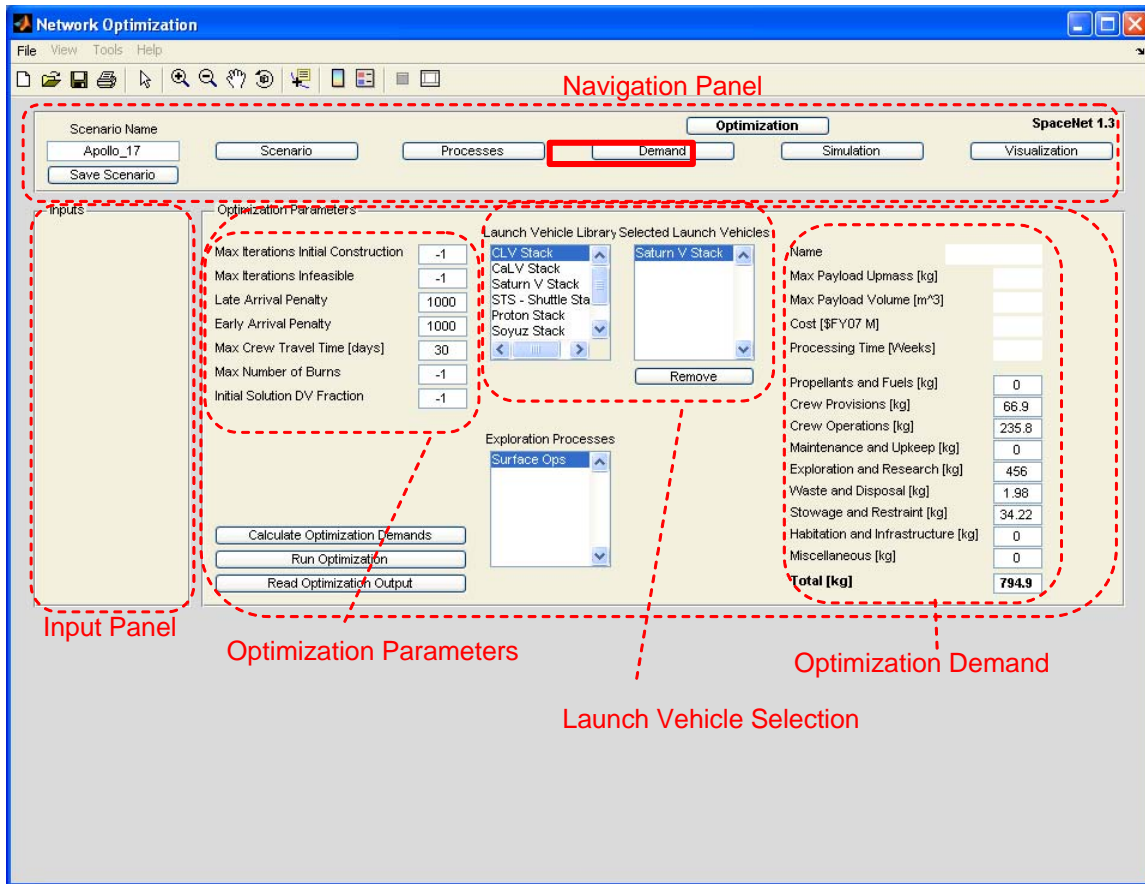 Network Optimization
File View Tools Help
Navigation Panel
Scenario Name
Optimization
SpaceNet 1.3
Apollo_17
Scenario
Processes
Demand
Simulation
Visualization
Save Scenario
Inputs
Optimization Parameters
Max Iterations Initial Construction -1
Max Iterations Infeasible -1
Late Arrival Penalty 1000
Early Arrival Penalty 1000
Max Crew Travel Time [days] 30
Max Number of Burns -1
Initial Solution DV Fraction -1
Calculate Optimization Demands
Run Optimization
Read Optimization Output
Launch Vehicle Library
CLV Stack
CaLV Stack
Saturn V Stack
STS - Shuttle Sta
Proton Stack
Soyuz Stack
Selected Launch Vehicles
Saturn V Stack
Remove
Exploration Processes
Surface Ops
Name
Max Payload Upmass [kg]
Max Payload Volume [m^3]
Cost [$FY07 M]
Processing Time [Weeks]
Propellants and Fuels [kg] 0
Crew Provisions [kg] 66.9
Crew Operations [kg] 235.8
Maintenance and Upkeep [kg] 0
Exploration and Research [kg] 456
Waste and Disposal [kg] 1.98
Stowage and Restraint [kg] 34.22
Habitation and Infrastructure [kg] 0
Miscellaneous [kg] 0
Total [kg] 794.9
Input Panel
Optimization Parameters
Launch Vehicle Selection
Optimization Demand